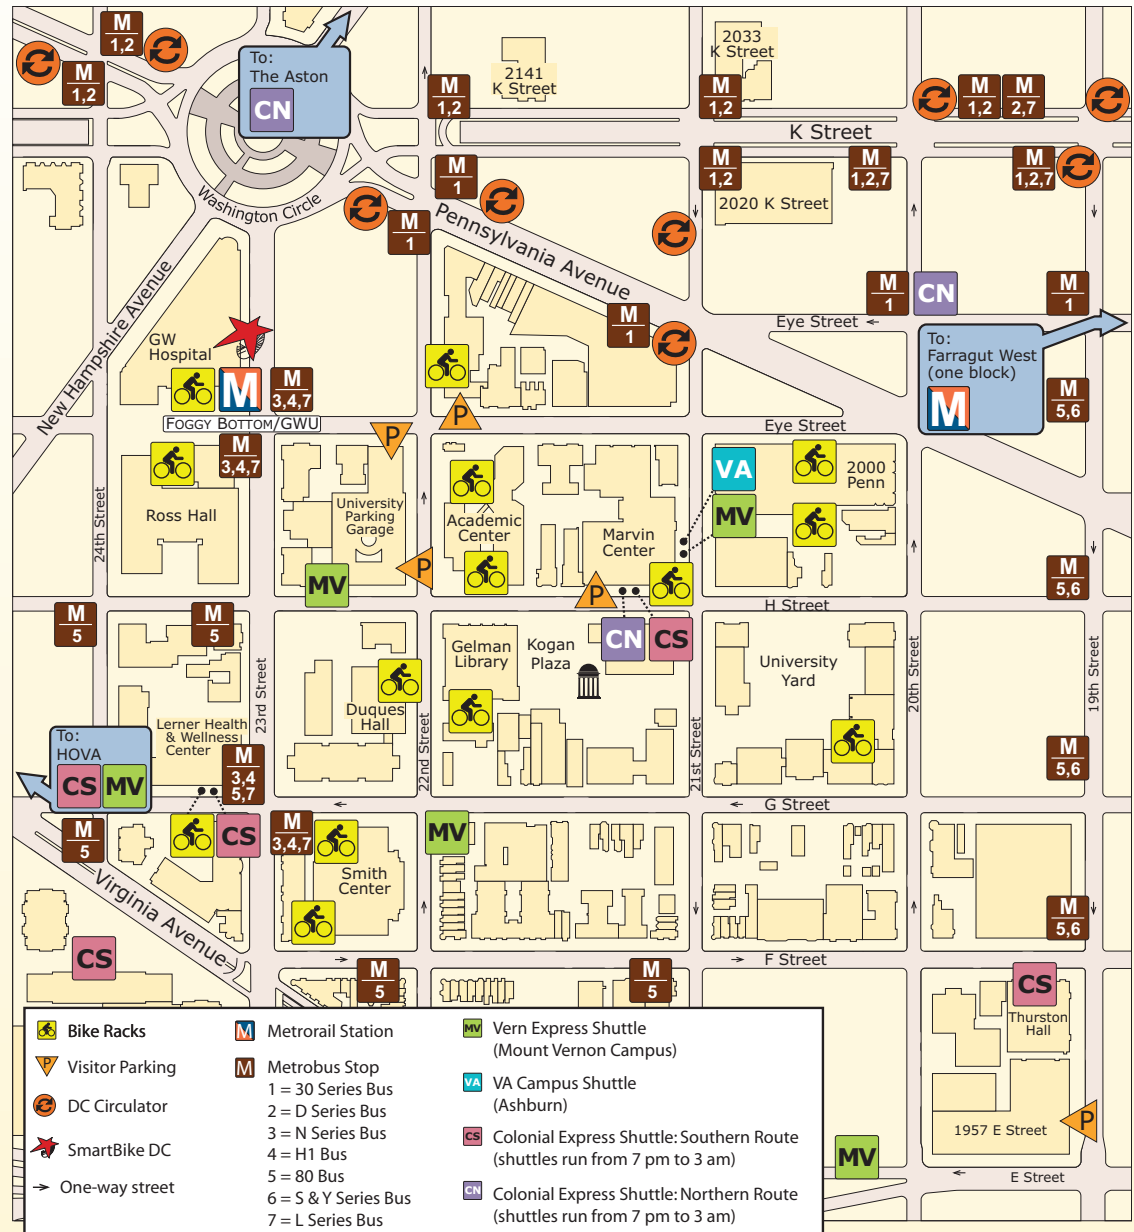 M
1,2
M
1,2
To:
The Aston
CN
2141
K Street
2033
K Street
M
1,2
M
1,2
M
1,2
M
2,7
K Street
M
1
M
1,2
M
1,2,7
M
1,2,7
2020 K Street
Washington Circle
M
1
Pennsylvania Avenue
New Hampshire Avenue
M
1
CN
M
1
M
1
Eye Street
To:
Farragut West
(one block)
M
GW
Hospital
M
M
3,4,7
M
5,6
FOGGY BOTTOM/GWU
P
P
Eye Street
M
3,4,7
24th Street
Ross Hall
University
Parking
Garage
Academic
Center
Marvin
Center
VA
MV
2000
Penn
MV
P
P
M
5,6
H Street
M
5
M
5
23rd Street
Gelman
Library
Kogan
Plaza
CN
CS
University
Yard
20th Street
19th Street
Duques
Hall
22nd Street
21st Street
Lerner Health
& Wellness
Center
To:
HOVA
CS
MV
M
3,4
5,7
M
5,6
G Street
M
5
CS
M
3,4,7
MV
Smith
Center
Virginia Avenue
CS
M
5,6
F Street
M
5
M
5
CS
Thurston
Hall
1957 E Street
P
MV
E Street
Bike Racks
P
Visitor Parking
DC Circulator
SmartBike DC
One-way street
M
Metrorail Station
M
Metrobus Stop
1 = 30 Series Bus
2 = D Series Bus
3 = N Series Bus
4 = H1 Bus
5 = 80 Bus
6 = S & Y Series Bus
7 = L Series Bus
MV
Vern Express Shuttle
(Mount Vernon Campus)
VA
VA Campus Shuttle
(Ashburn)
CS
Colonial Express Shuttle: Southern Route
(shuttles run from 7 pm to 3 am)
CN
Colonial Express Shuttle: Northern Route
(shuttles run from 7 pm to 3 am)